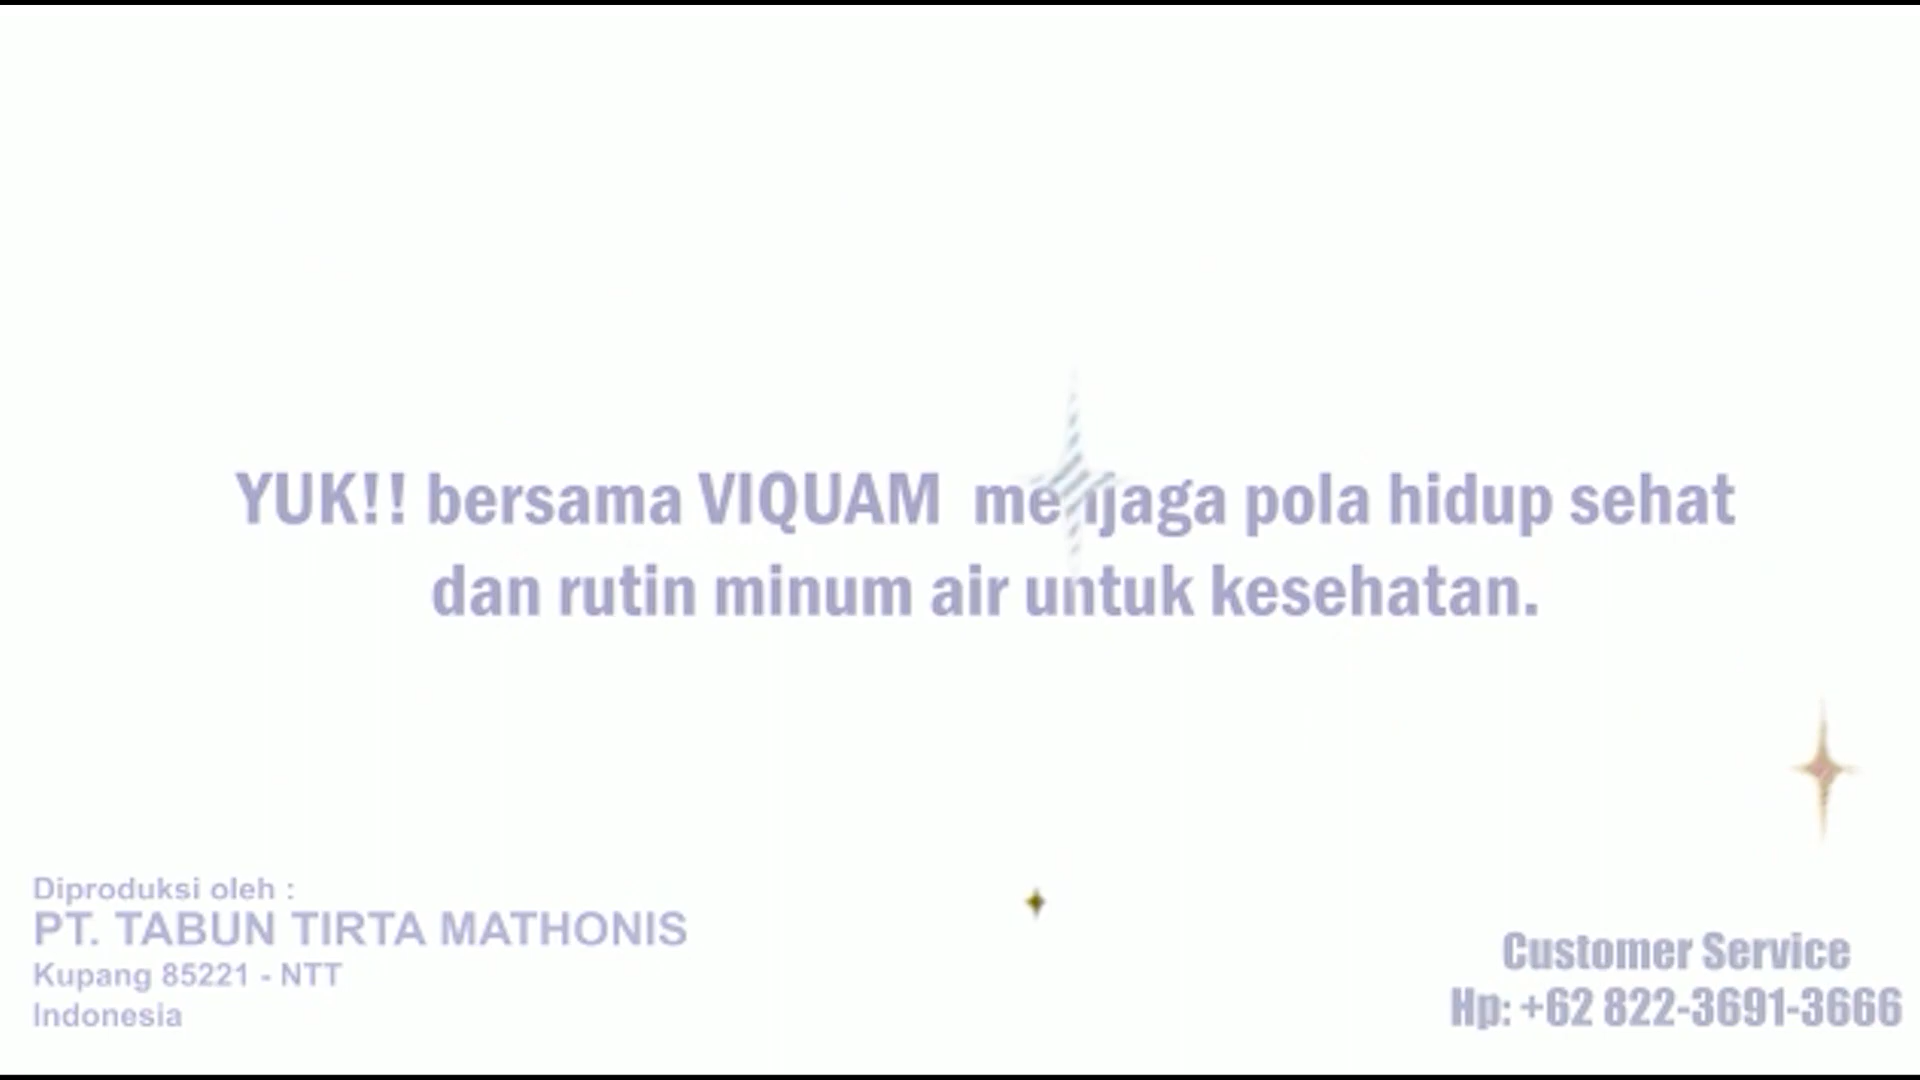 YUK!! bersama VIQUAM menjaga pola hidup sehat
dan rutin minum air untuk kesehatan.
Diproduksi oleh :
PT. TABUN TIRTA MATHONIS
Kupang 85221 - NTT
Indonesia
Customer Service
Hp: +62 822-3691-3666